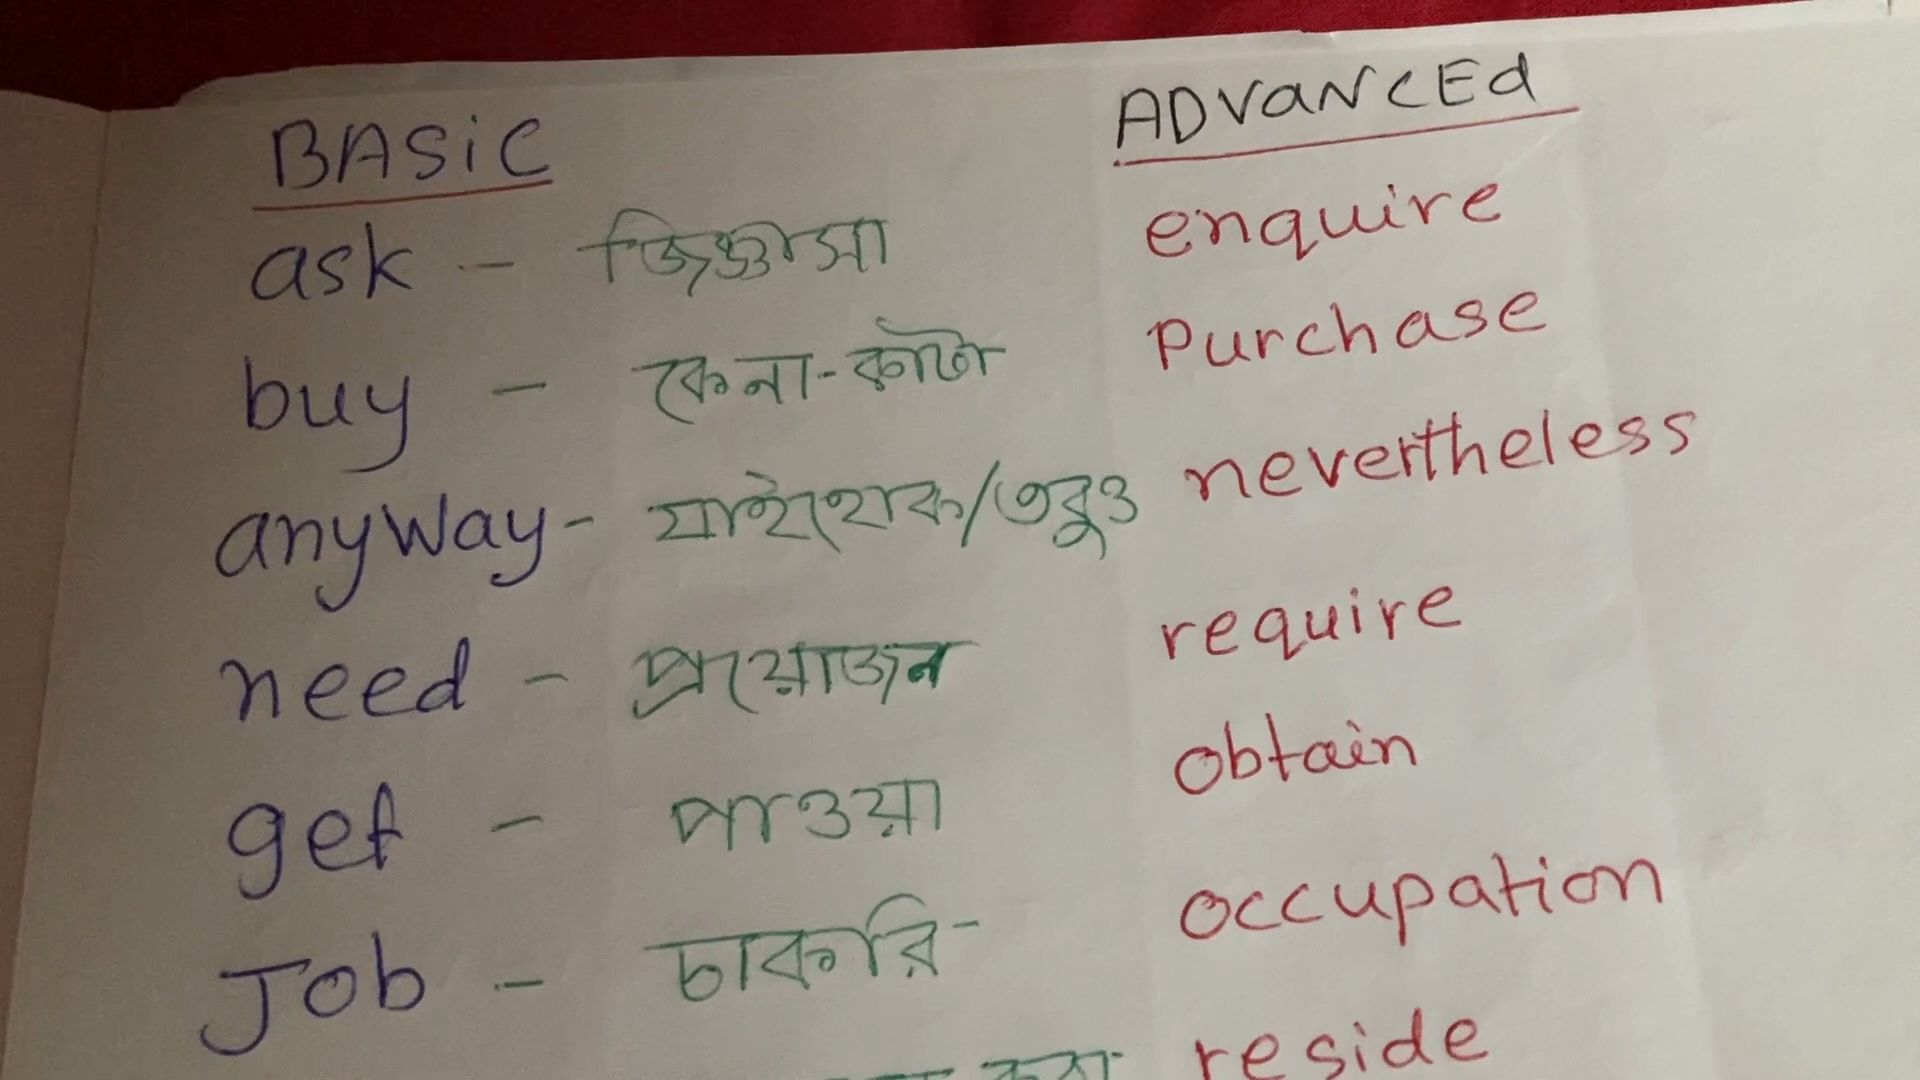 BASiC ADVANCEd
ask - জিজ্ঞাসা enquire
buy - কেনা-কাটা Purchase
anyway - যাইহোক/তবুও nevertheless
need - প্রয়োজন require
get - পাওয়া obtain
Job - চাকরি - occupation
reside